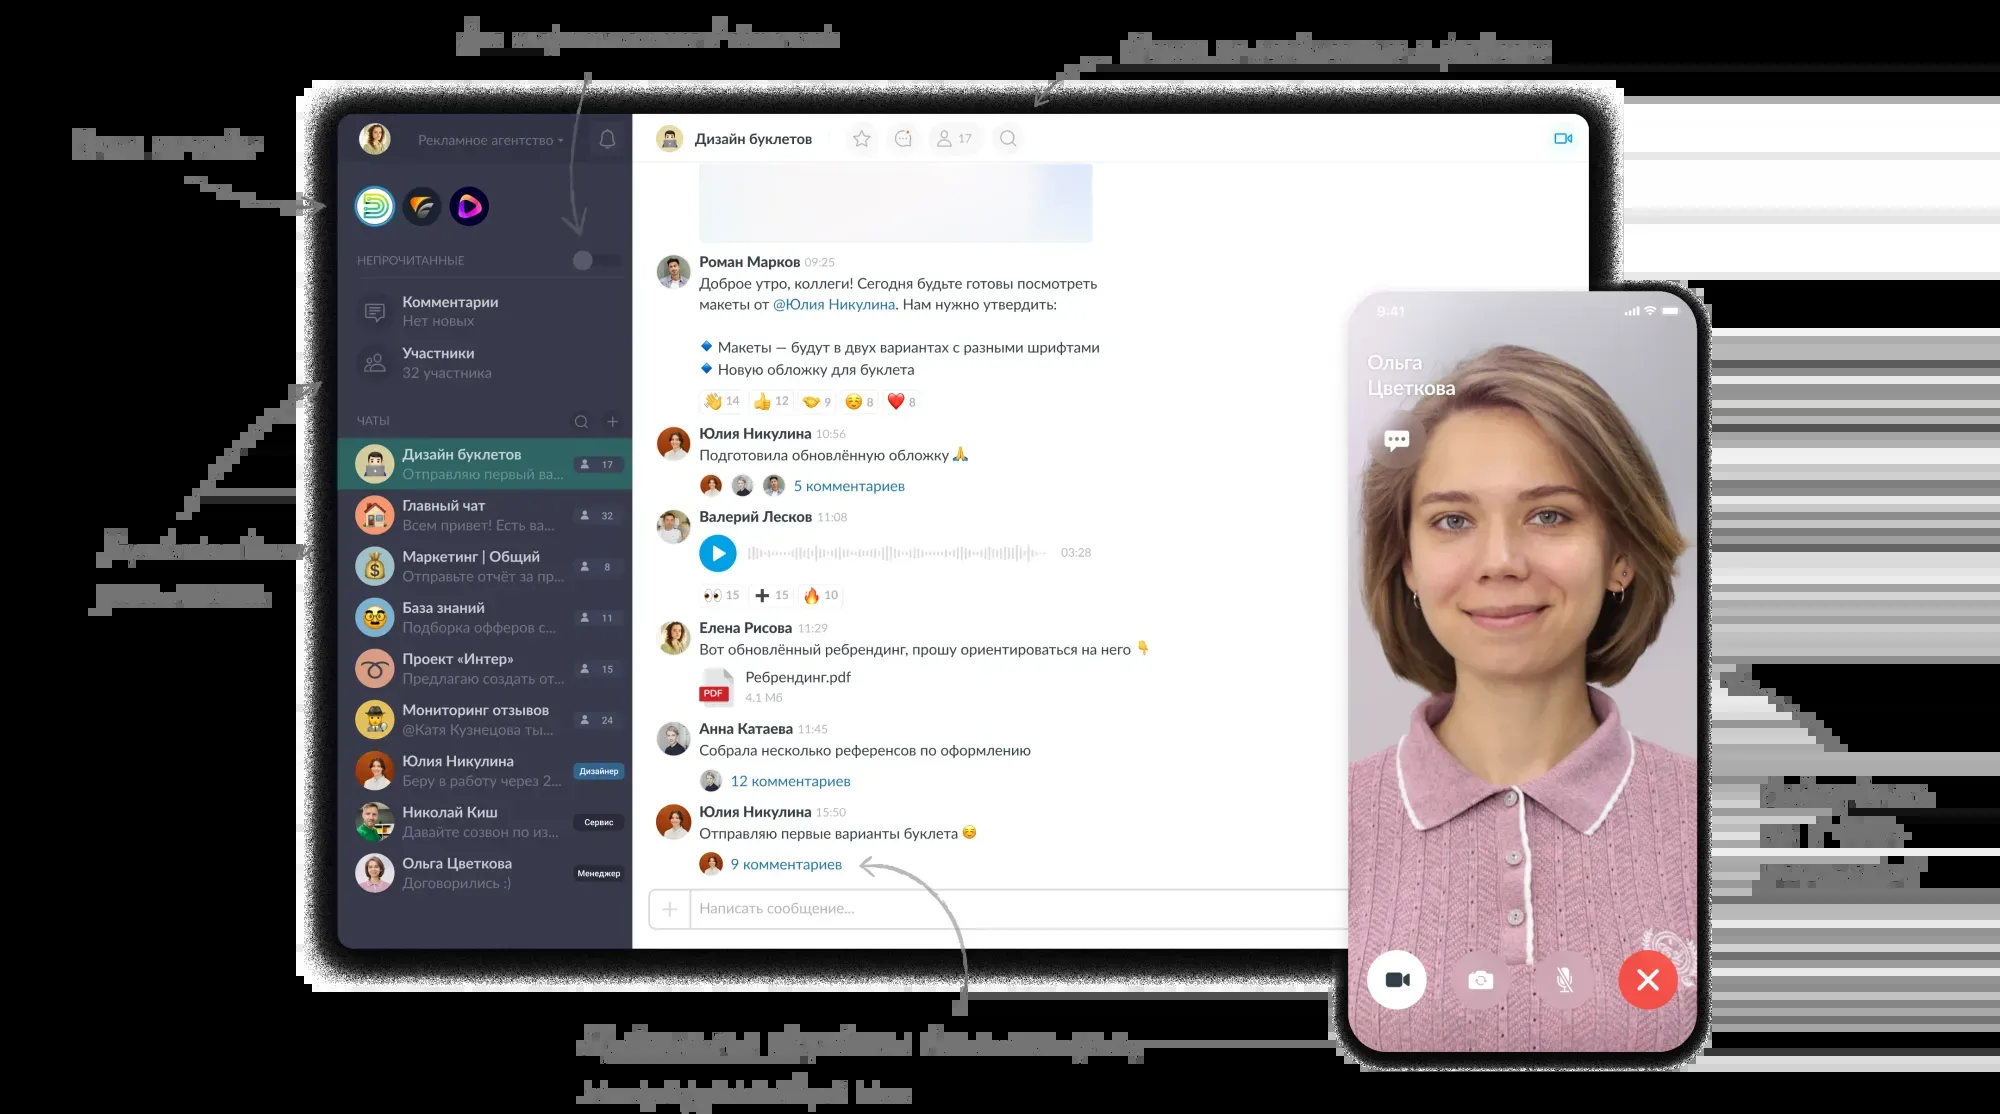 Рекламное агентство
НЕПРОЧИТАННЫЕ
Комментарии
Нет новых
Участники
32 участника
ЧАТЫ
Дизайн буклетов
Отправляю первый ва...
17
Главный чат
Всем привет! Есть ва...
32
Маркетинг | Общий
Отправьте отчёт за пр...
8
База знаний
Подборка офферов с...
11
Проект «Интер»
Предлагаю создать от...
15
Мониторинг отзывов
@Катя Кузнецова ты...
24
Юлия Никулина
Беру в работу через 2...
Дизайнер
Николай Киш
Давайте созвон по из...
Сервис
Ольга Цветкова
Договорились :)
Менеджер
Дизайн буклетов
17
Роман Марков 09:25
Доброе утро, коллеги! Сегодня будьте готовы посмотреть
макеты от @Юлия Никулина. Нам нужно утвердить:
🔹 Макеты — будут в двух вариантах с разными шрифтами
🔹 Новую обложку для буклета
👋 14 👍 12 🤝 9 ☺️ 8 ❤️ 8
Юлия Никулина 10:56
Подготовила обновлённую обложку 🙏
5 комментариев
Валерий Лесков 11:08
03:28
👀 15 ➕ 15 🔥 10
Елена Рисова 11:29
Вот обновлённый ребрендинг, прошу ориентироваться на него 👇
PDF
Ребрендинг.pdf
4.1 Мб
Анна Катаева 11:45
Собрала несколько референсов по оформлению
12 комментариев
Юлия Никулина 15:50
Отправляю первые варианты буклета ☺️
9 комментариев
Написать сообщение...
9:41
Ольга
Цветкова